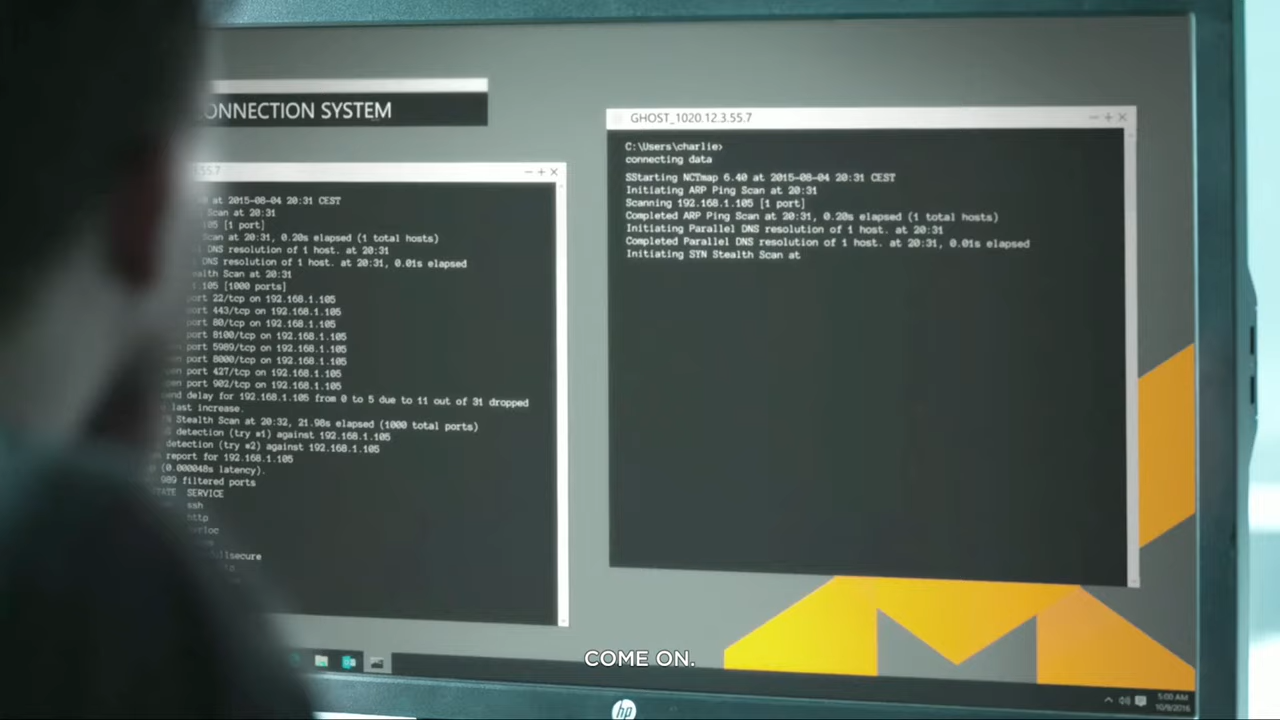 ONNECTION SYSTEM
55.7
at 2015-08-04 20:31 CEST
Scan at 20:31
[1 port]
Scan at 20:31, 0.20s elapsed (1 total hosts)
DNS resolution of 1 host. at 20:31
DNS resolution of 1 host. at 20:31, 0.01s elapsed
Scan at 20:31
[1000 ports]
port 22/tcp on 192.168.1.105
port 443/tcp on 192.168.1.105
port 80/tcp on 192.168.1.105
port 8100/tcp on 192.168.1.105
port 5989/tcp on 192.168.1.105
port 8000/tcp on 192.168.1.105
port 427/tcp on 192.168.1.105
port 902/tcp on 192.168.1.105
delay for 192.168.1.105 from 0 to 5 due to 11 out of 31 dropped
last increase.
Stealth Scan at 20:32, 21.98s elapsed (1000 total ports)
detection (try #1) against 192.168.1.105
detection (try #2) against 192.168.1.105
report for 192.168.1.105
(0.000048s latency).
989 filtered ports
SERVICE
ssh
http
GHOST_1020.12.3.55.7
C:\Users\charlie>
connecting data
SStarting NCTmap 6.40 at 2015-08-04 20:31 CEST
Initiating ARP Ping Scan at 20:31
Scanning 192.168.1.105 [1 port]
Completed ARP Ping Scan at 20:31, 0.20s elapsed (1 total hosts)
Initiating Parallel DNS resolution of 1 host. at 20:31
Completed Parallel DNS resolution of 1 host. at 20:31, 0.01s elapsed
Initiating SYN Stealth Scan at
COME ON.
5:00 AM
10/9/2016
hp